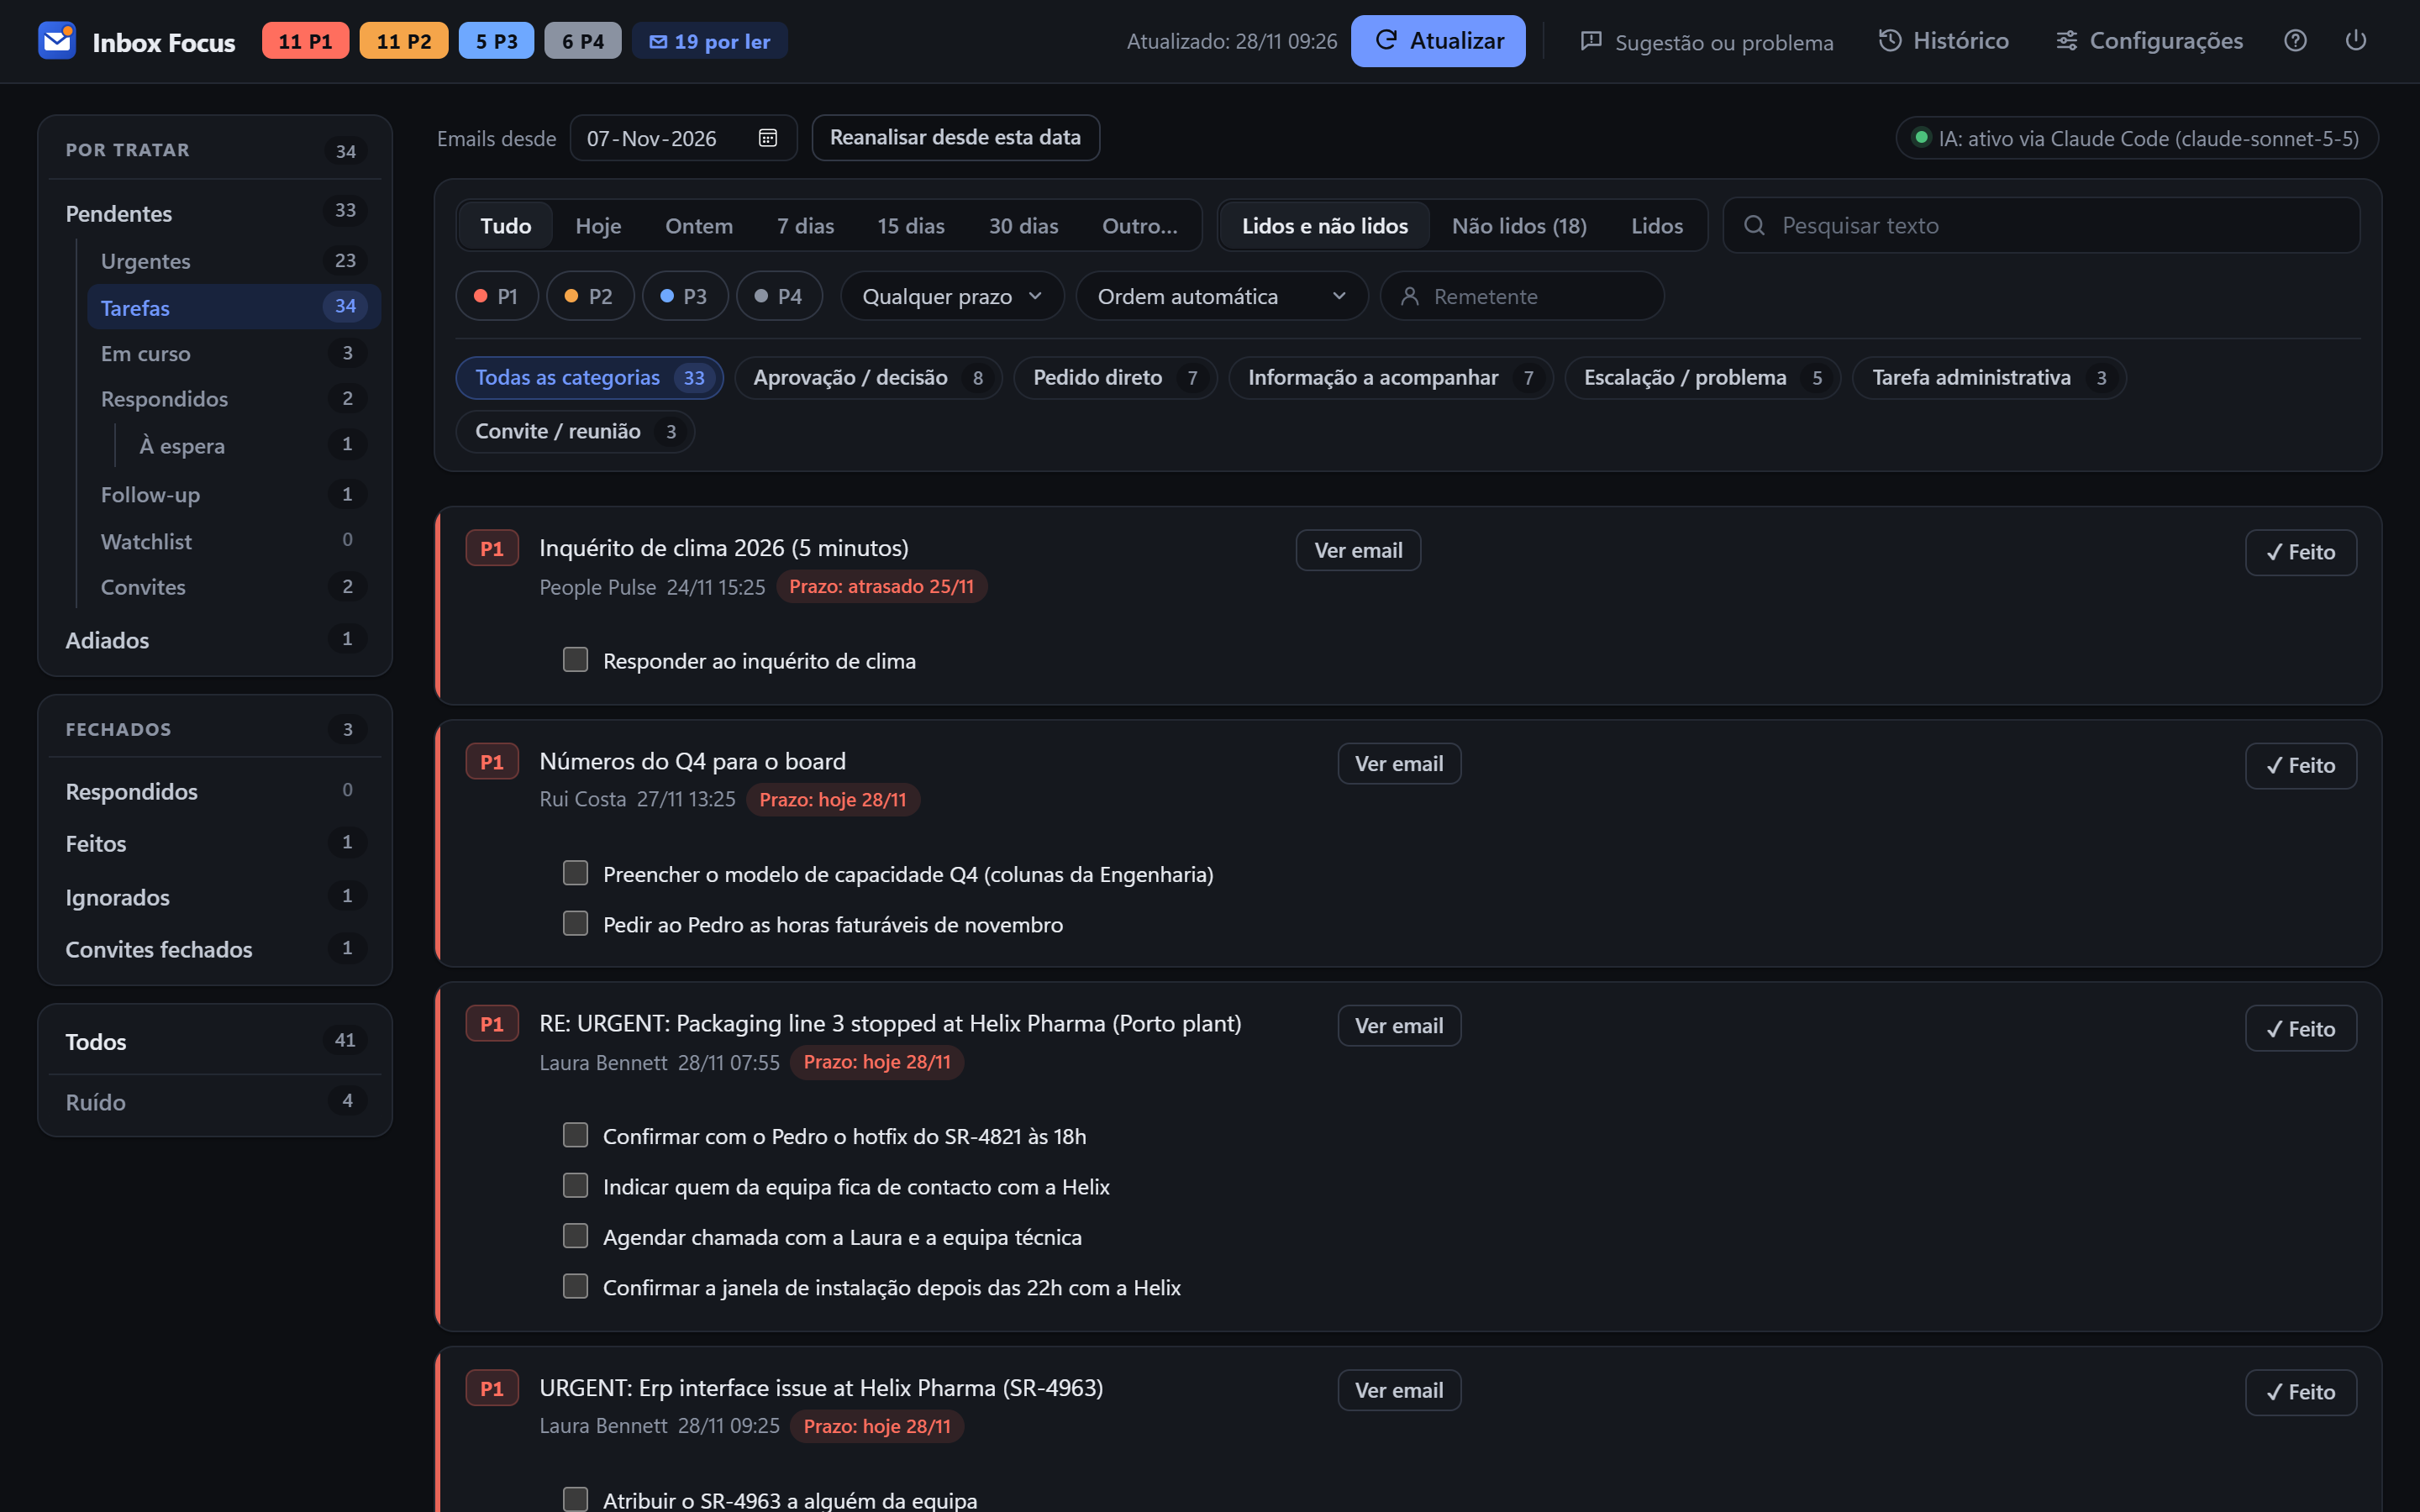 Inbox Focus 11 P1 11 P2 5 P3 6 P4 19 por ler Atualizado: 28/11 09:26 Atualizar Sugestão ou problema Histórico Configurações
POR TRATAR 34
Pendentes 33
Urgentes 23
Tarefas 34
Em curso 3
Respondidos 2
À espera 1
Follow-up 1
Watchlist 0
Convites 2
Adiados 1
FECHADOS 3
Respondidos 0
Feitos 1
Ignorados 1
Convites fechados 1
Todos 41
Ruído 4
Emails desde 07-Nov-2026 Reanalisar desde esta data IA: ativo via Claude Code (claude-sonnet-5-5)
Tudo Hoje Ontem 7 dias 15 dias 30 dias Outro... Lidos e não lidos Não lidos (18) Lidos Pesquisar texto
P1 P2 P3 P4 Qualquer prazo Ordem automática Remetente
Todas as categorias 33 Aprovação / decisão 8 Pedido direto 7 Informação a acompanhar 7 Escalação / problema 5 Tarefa administrativa 3
Convite / reunião 3
P1 Inquérito de clima 2026 (5 minutos) Ver email ✓ Feito
People Pulse 24/11 15:25 Prazo: atrasado 25/11
Responder ao inquérito de clima
P1 Números do Q4 para o board Ver email ✓ Feito
Rui Costa 27/11 13:25 Prazo: hoje 28/11
Preencher o modelo de capacidade Q4 (colunas da Engenharia)
Pedir ao Pedro as horas faturáveis de novembro
P1 RE: URGENT: Packaging line 3 stopped at Helix Pharma (Porto plant) Ver email ✓ Feito
Laura Bennett 28/11 07:55 Prazo: hoje 28/11
Confirmar com o Pedro o hotfix do SR-4821 às 18h
Indicar quem da equipa fica de contacto com a Helix
Agendar chamada com a Laura e a equipa técnica
Confirmar a janela de instalação depois das 22h com a Helix
P1 URGENT: Erp interface issue at Helix Pharma (SR-4963) Ver email ✓ Feito
Laura Bennett 28/11 09:25 Prazo: hoje 28/11
Atribuir o SR-4963 a alguém da equipa